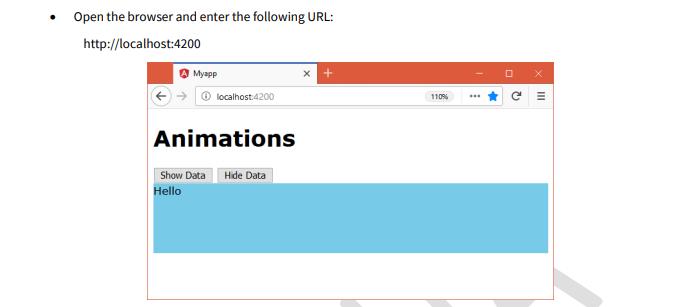 • Open the browser and enter the following URL:
http://localhost:4200
Myapp
localhost:4200 110%
Animations
Show Data Hide Data
Hello